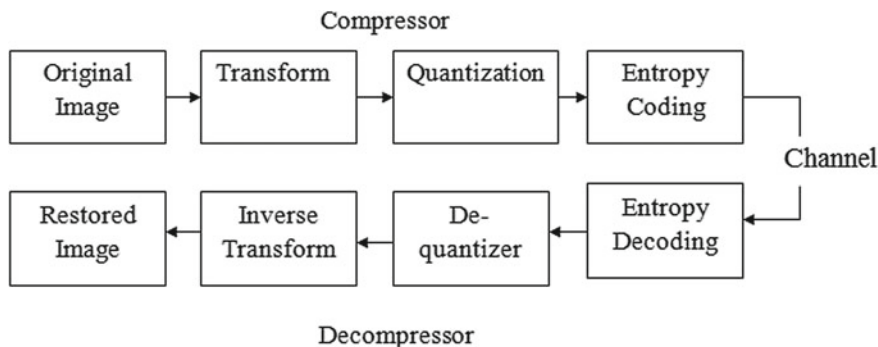 Compressor
Original
Image
Transform
Quantization
Entropy
Coding
Channel
Restored
Image
Inverse
Transform
De-
quantizer
Entropy
Decoding
Decompressor